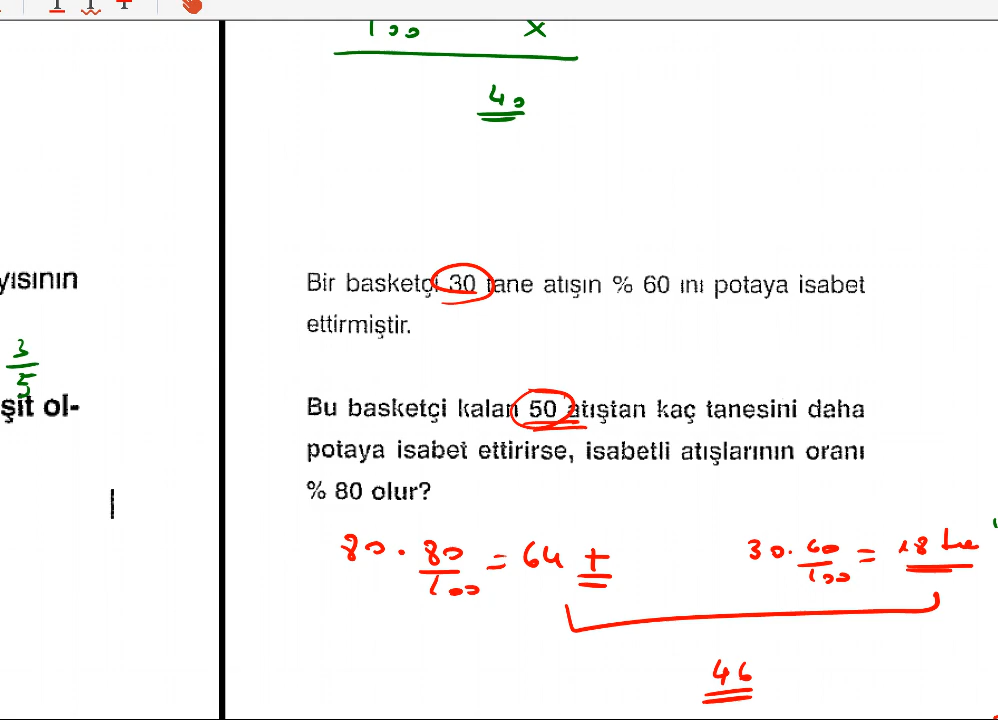 100 x
40
yısının
3
5
şit ol-
Bir basketçi 30 tane atışın % 60 ını potaya isabet
ettirmiştir.
Bu basketçi kalan 50 atıştan kaç tanesini daha
potaya isabet ettirirse, isabetli atışlarının oranı
% 80 olur?
80 · 80/100 = 64 +
30 · 60/100 = 18
46